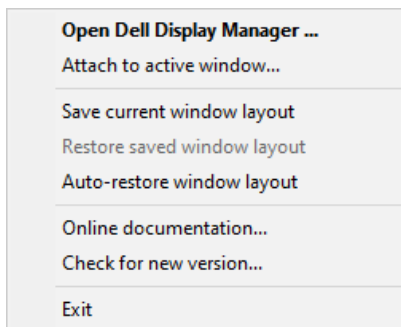 Open Dell Display Manager ...
Attach to active window...
Save current window layout
Restore saved window layout
Auto-restore window layout
Online documentation...
Check for new version...
Exit